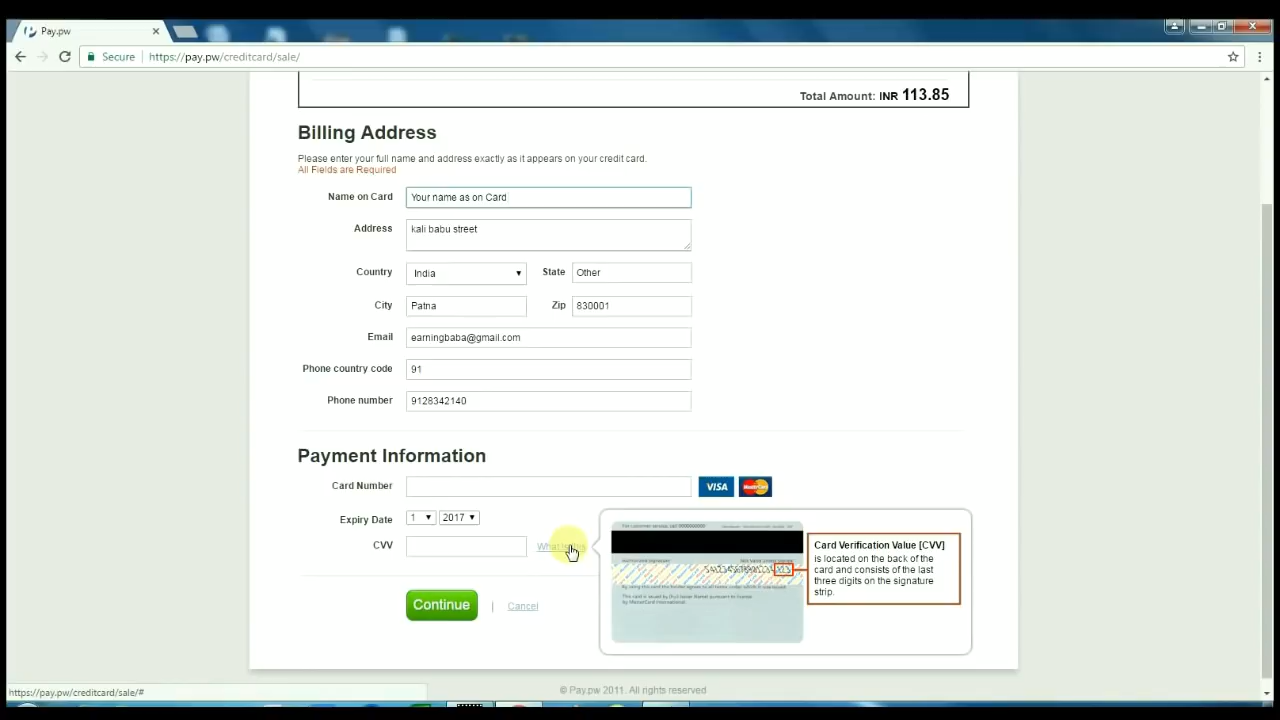 Pay.pw
Secure
https://pay.pw/creditcard/sale/
Total Amount: INR 113.85
Billing Address
Please enter your full name and address exactly as it appears on your credit card.
All Fields are Required
Name on Card Your name as on Card
Address kali babu street
Country India State Other
City Patna Zip 830001
Email earningbaba@gmail.com
Phone country code 91
Phone number 9128342140
Payment Information
Card Number VISA MasterCard
Expiry Date 1 2017
CVV What is this
Card Verification Value [CVV]
is located on the back of the
card and consists of the last
three digits on the signature
strip.
Continue | Cancel
https://pay.pw/creditcard/sale/#
© Pay.pw 2011. All rights reserved